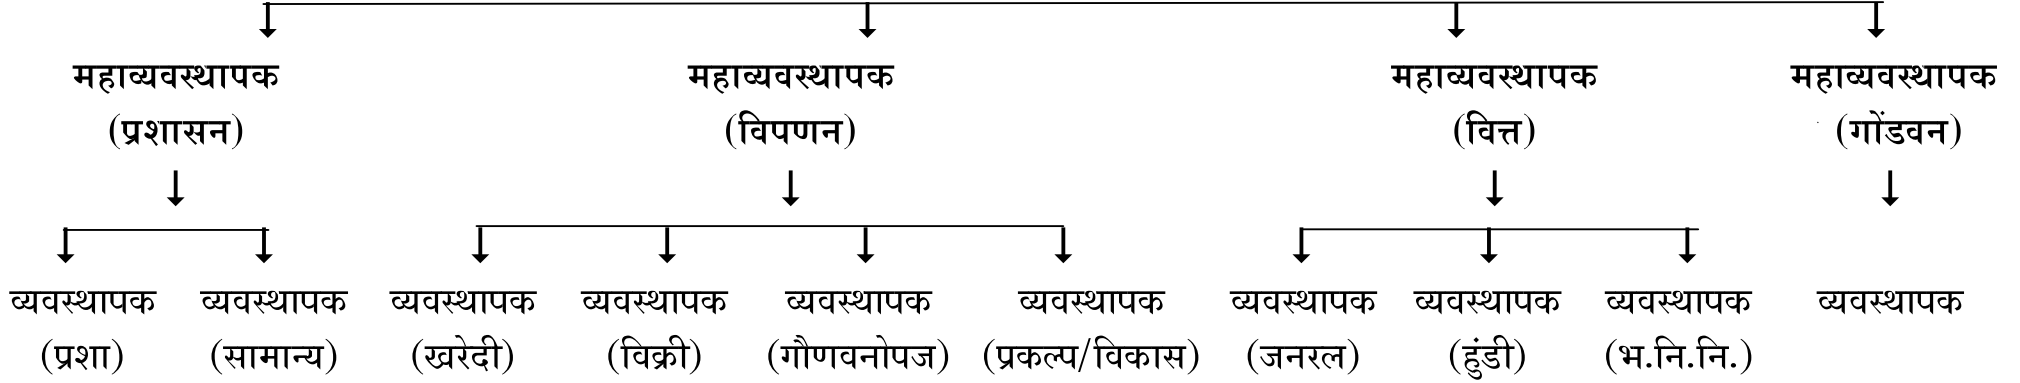 महाव्यवस्थापक महाव्यवस्थापक महाव्यवस्थापक महाव्यवस्थापक
(प्रशासन) (विपणन) (वित्त) (गोंडवन)
व्यवस्थापक व्यवस्थापक व्यवस्थापक व्यवस्थापक व्यवस्थापक व्यवस्थापक व्यवस्थापक व्यवस्थापक व्यवस्थापक व्यवस्थापक
(प्रशा) (सामान्य) (खरेदी) (विक्री) (गौणवनोपज) (प्रकल्प/विकास) (जनरल) (हुंडी) (भ.नि.नि.)